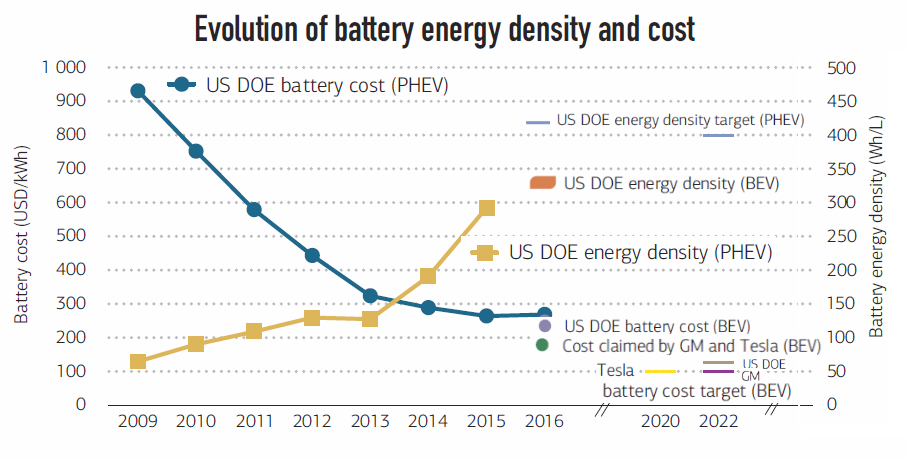 Evolution of battery energy density and cost
1 000
900
800
700
600
500
400
300
200
100
0
Battery cost (USD/kWh)
500
450
400
350
300
250
200
150
100
50
0
Battery energy density (Wh/L)
US DOE battery cost (PHEV)
US DOE energy density target (PHEV)
US DOE energy density (BEV)
US DOE energy density (PHEV)
US DOE battery cost (BEV)
Cost claimed by GM and Tesla (BEV)
Tesla
US DOE
GM
battery cost target (BEV)
2009 2010 2011 2012 2013 2014 2015 2016 2020 2022